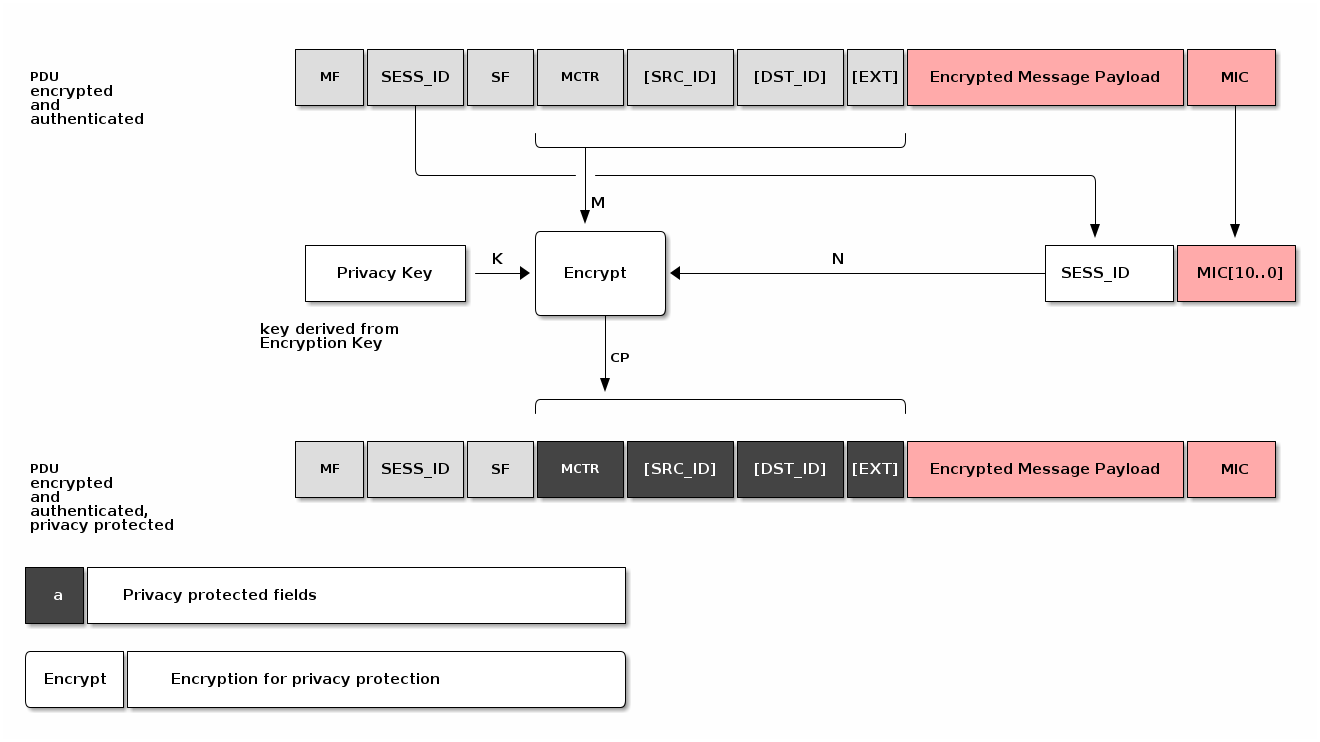 PDU
encrypted
and
authenticated
MF SESS_ID SF MCTR [SRC_ID] [DST_ID] [EXT] Encrypted Message Payload MIC
M
Privacy Key K Encrypt N SESS_ID MIC[10..0]
key derived from
Encryption Key
CP
PDU
encrypted
and
authenticated,
privacy protected
MF SESS_ID SF MCTR [SRC_ID] [DST_ID] [EXT] Encrypted Message Payload MIC
a Privacy protected fields
Encrypt Encryption for privacy protection